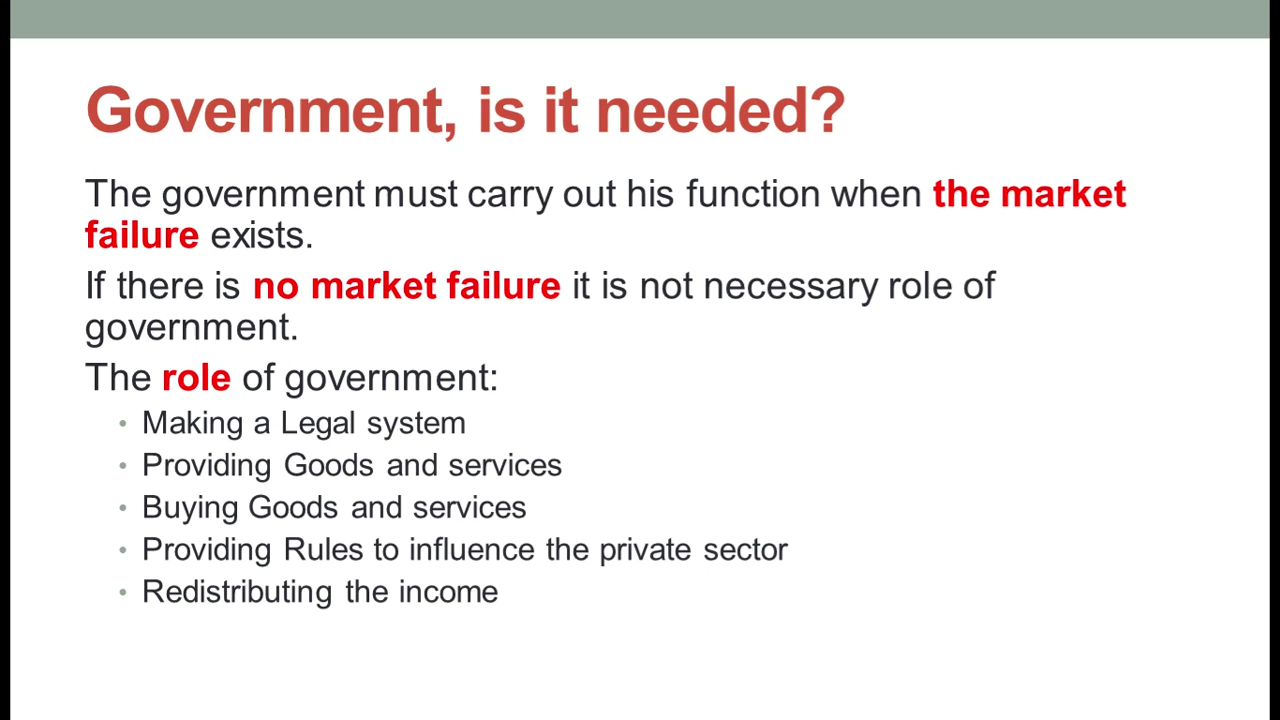 Government, is it needed?
The government must carry out his function when the market
failure exists.
If there is no market failure it is not necessary role of
government.
The role of government:
• Making a Legal system
• Providing Goods and services
• Buying Goods and services
• Providing Rules to influence the private sector
• Redistributing the income